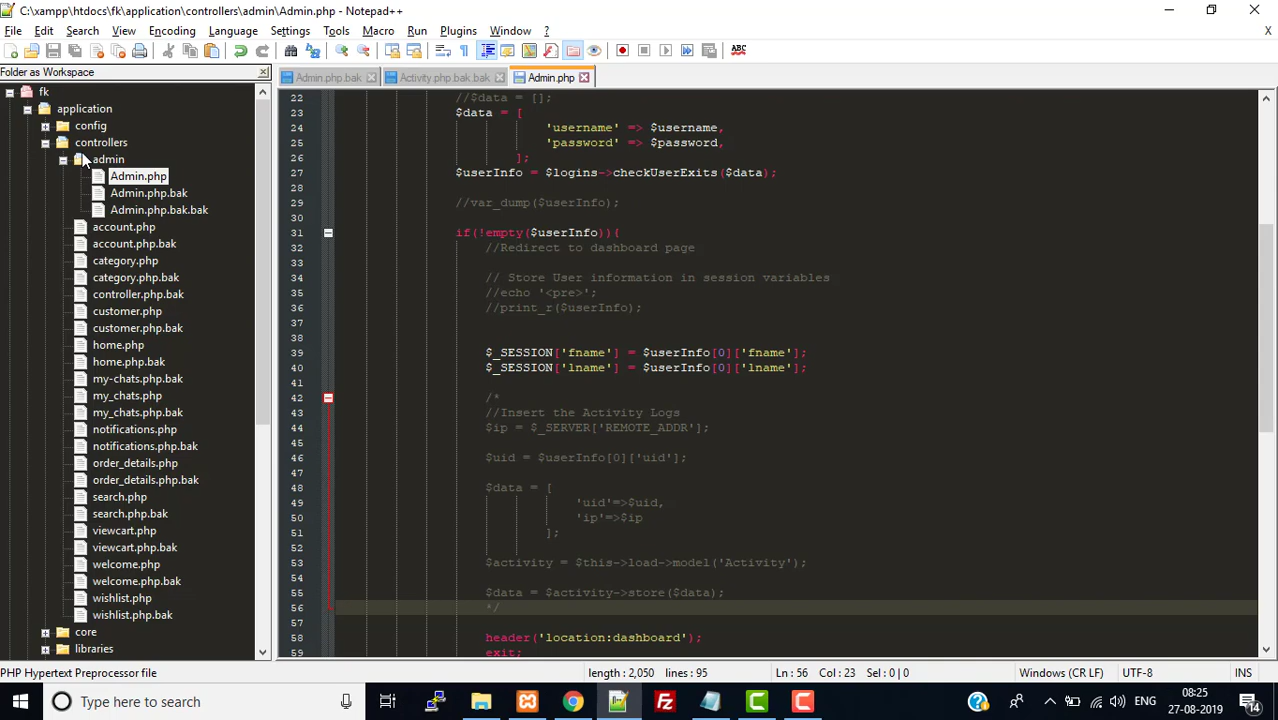 C:\xampp\htdocs\fk\application\controllers\admin\Admin.php - Notepad++
File Edit Search View Encoding Language Settings Tools Macro Run Plugins Window ?
ABC
Folder as Workspace
Admin.php.bak Activity.php.bak.bak Admin.php
fk
application
config
controllers
admin
Admin.php
Admin.php.bak
Admin.php.bak.bak
account.php
account.php.bak
category.php
category.php.bak
controller.php.bak
customer.php
customer.php.bak
home.php
home.php.bak
my-chats.php.bak
my_chats.php
my_chats.php.bak
notifications.php
notifications.php.bak
order_details.php
order_details.php.bak
search.php
search.php.bak
viewcart.php
viewcart.php.bak
welcome.php
welcome.php.bak
wishlist.php
wishlist.php.bak
core
libraries
22 //$data = [];
23 $data = [
24 'username' => $username,
25 'password' => $password,
26 ];
27 $userInfo = $logins->checkUserExits($data);
28
29 //var_dump($userInfo);
30
31 if(!empty($userInfo)){
32 //Redirect to dashboard page
33
34 // Store User information in session variables
35 //echo '<pre>';
36 //print_r($userInfo);
37
38
39 $_SESSION['fname'] = $userInfo[0]['fname'];
40 $_SESSION['lname'] = $userInfo[0]['lname'];
41
42 /*
43 //Insert the Activity Logs
44 $ip = $_SERVER['REMOTE_ADDR'];
45
46 $uid = $userInfo[0]['uid'];
47
48 $data = [
49 'uid'=>$uid,
50 'ip'=>$ip
51 ];
52
53 $activity = $this->load->model('Activity');
54
55 $data = $activity->store($data);
56 */
57
58 header('location:dashboard');
59 exit;
PHP Hypertext Preprocessor file length : 2,050 lines : 95 Ln : 56 Col : 23 Sel : 0 | 0 Windows (CR LF) UTF-8 INS
Type here to search
ENG
08:25
27-08-2019
14